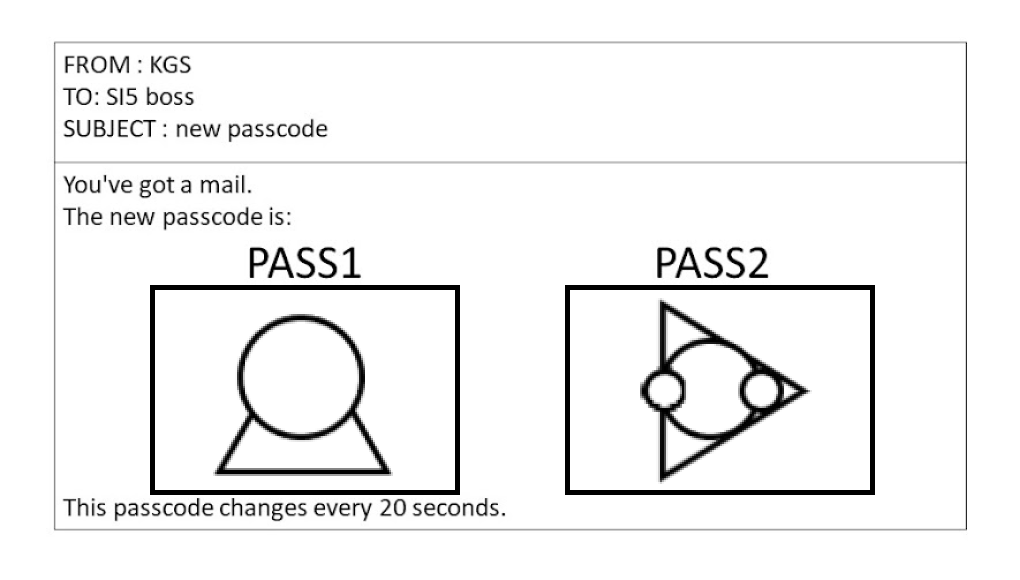 FROM : KGS
TO: SI5 boss
SUBJECT : new passcode
You've got a mail.
The new passcode is:
PASS1 PASS2
This passcode changes every 20 seconds.